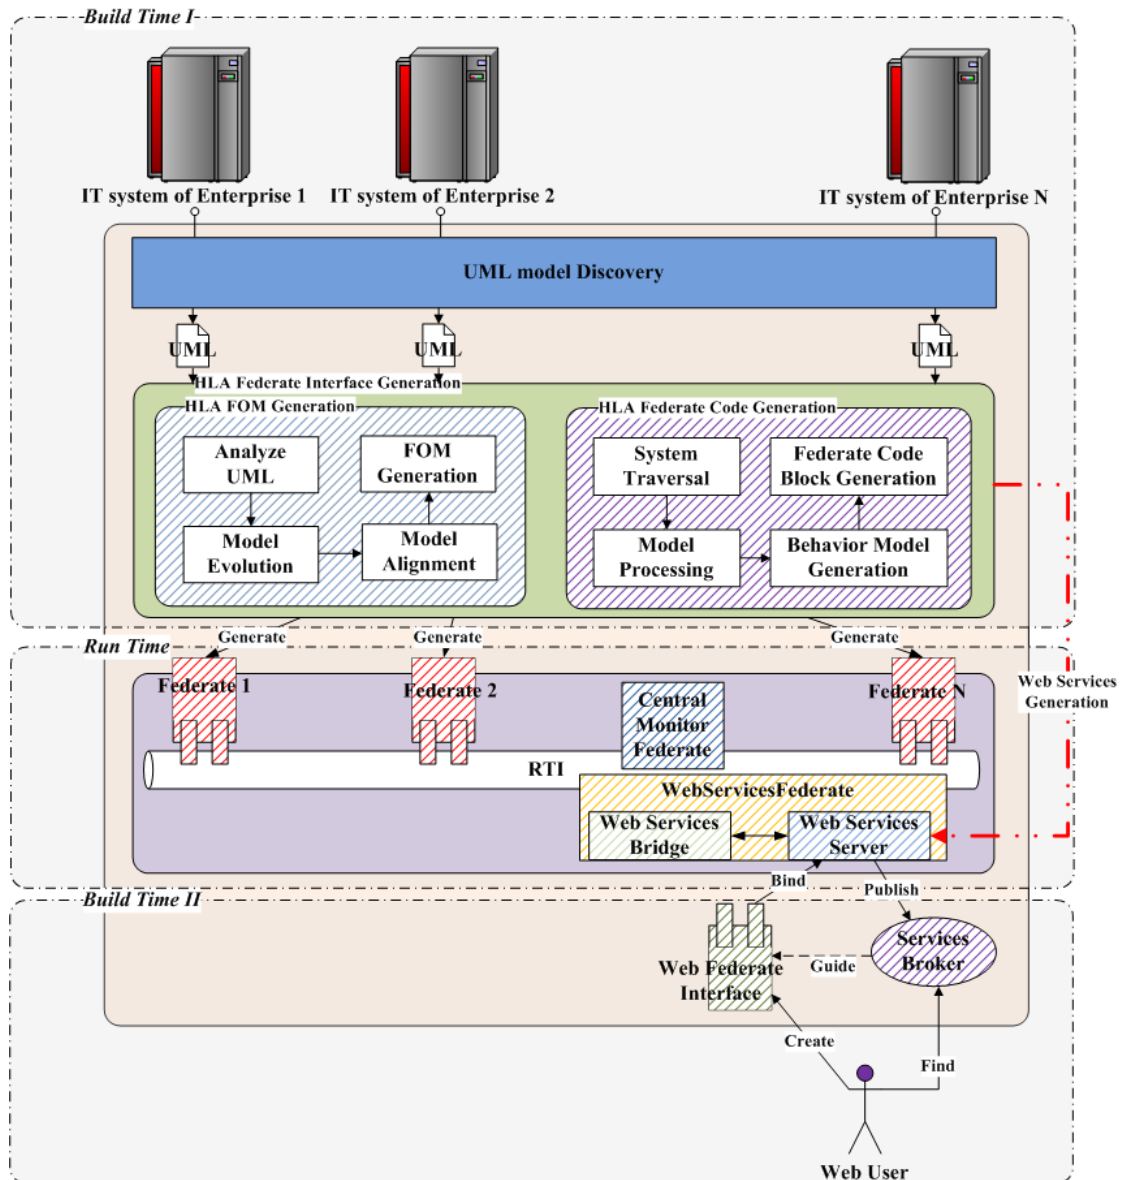 Build Time I
IT system of Enterprise 1
IT system of Enterprise 2
IT system of Enterprise N
UML model Discovery
UML
UML
UML
HLA Federate Interface Generation
HLA FOM Generation
Analyze
UML
FOM
Generation
Model
Evolution
Model
Alignment
HLA Federate Code Generation
System
Traversal
Federate Code
Block Generation
Model
Processing
Behavior Model
Generation
Generate
Generate
Generate
Run Time
Federate 1
Federate 2
Federate N
Central
Monitor
Federate
Web Services
Generation
RTI
WebServicesFederate
Web Services
Bridge
Web Services
Server
Bind
Publish
Build Time II
Services
Broker
Guide
Web Federate
Interface
Create
Find
Web User